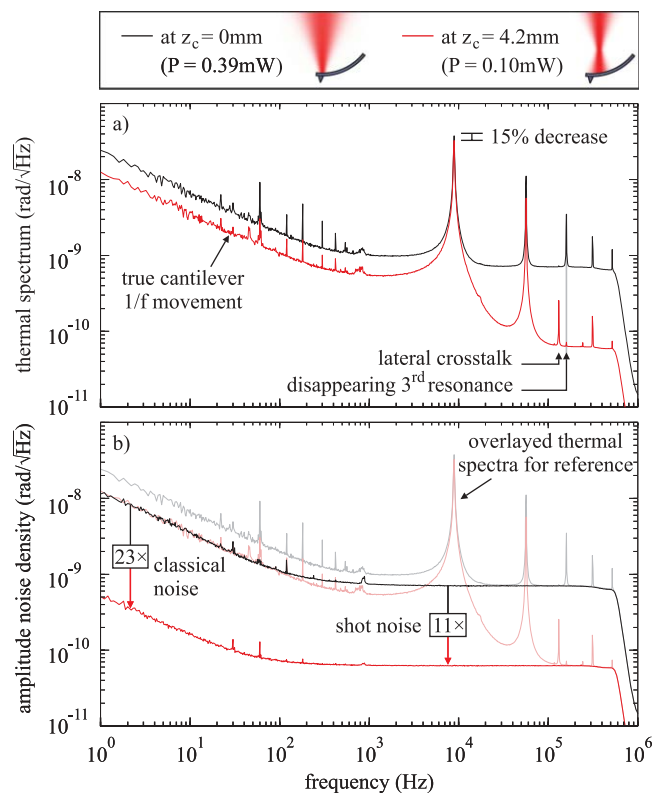 at z_c = 0mm
(P = 0.39mW)
at z_c = 4.2mm
(P = 0.10mW)
a)
15% decrease
true cantilever
1/f movement
lateral crosstalk
disappearing 3rd resonance
thermal spectrum (rad/√Hz)
10^-8
10^-9
10^-10
10^-11
b)
overlayed thermal
spectra for reference
23×
classical
noise
shot noise
11×
amplitude noise density (rad/√Hz)
10^-8
10^-9
10^-10
10^-11
10^0
10^1
10^2
10^3
10^4
10^5
10^6
frequency (Hz)